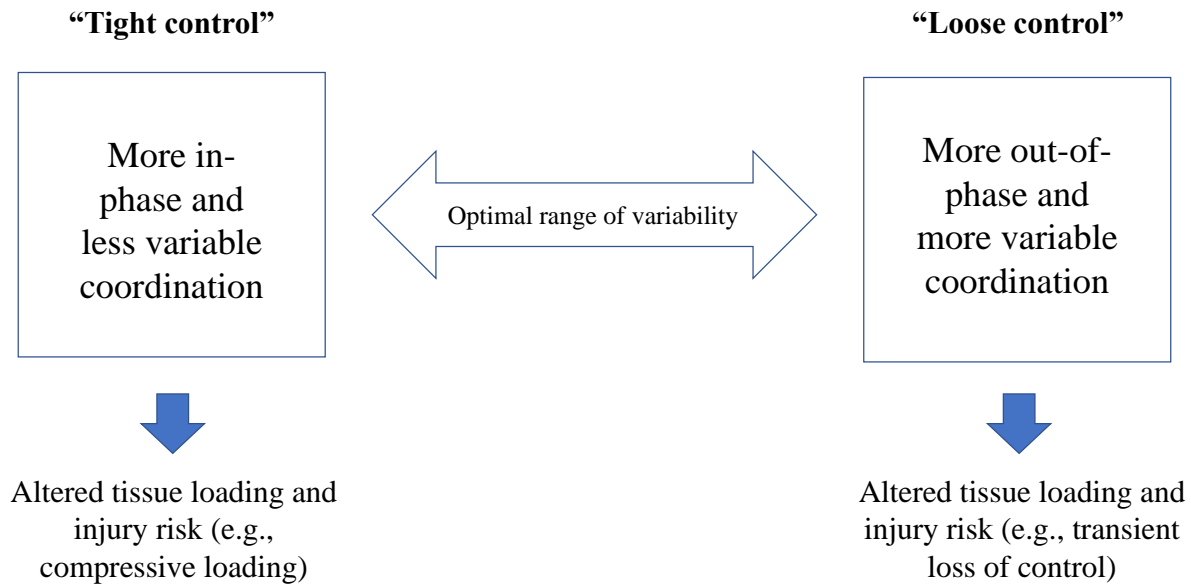 “Tight control”
“Loose control”
More in-
phase and
less variable
coordination
Optimal range of variability
More out-of-
phase and
more variable
coordination
Altered tissue loading and
injury risk (e.g.,
compressive loading)
Altered tissue loading and
injury risk (e.g., transient
loss of control)